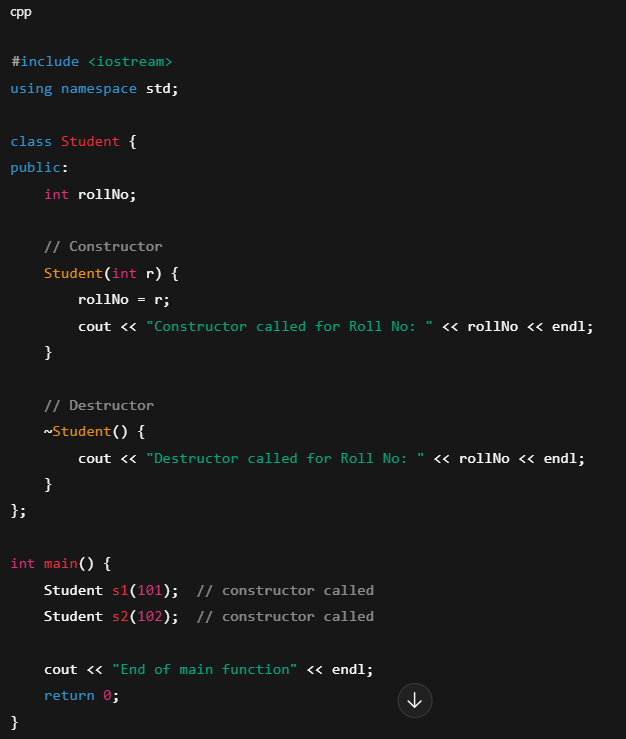 cpp
#include <iostream>
using namespace std;
class Student {
public:
    int rollNo;
    // Constructor
    Student(int r) {
        rollNo = r;
        cout << "Constructor called for Roll No: " << rollNo << endl;
    }
    // Destructor
    ~Student() {
        cout << "Destructor called for Roll No: " << rollNo << endl;
    }
};
int main() {
    Student s1(101);  // constructor called
    Student s2(102);  // constructor called
    cout << "End of main function" << endl;
    return 0;
}